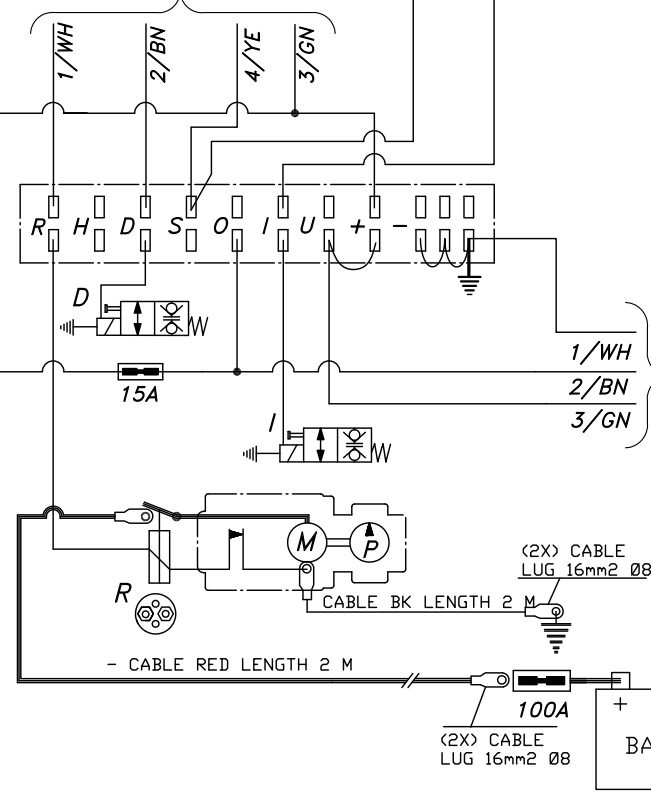 1/WH
2/BN
4/YE
3/GN
R H D S O I U + -
D
1/WH
15A
2/BN
3/GN
I
M
P
(2X) CABLE
LUG 16mm2 Ø8
R
CABLE BK LENGTH 2 M
- CABLE RED LENGTH 2 M
100A
+
(2X) CABLE
LUG 16mm2 Ø8
BA